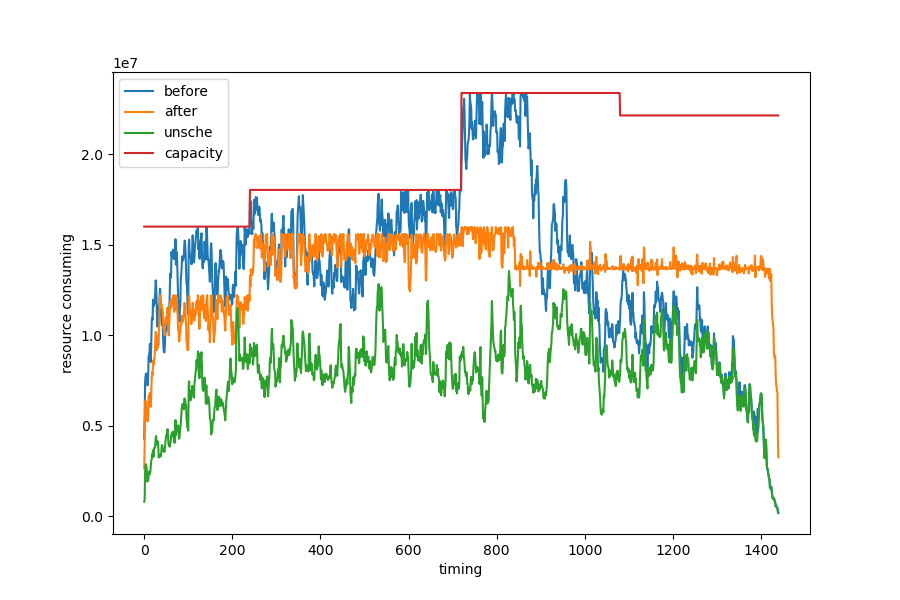 1e7
before
after
unsche
capacity
2.0
1.5
1.0
0.5
0.0
resource consuming
0 200 400 600 800 1000 1200 1400
timing